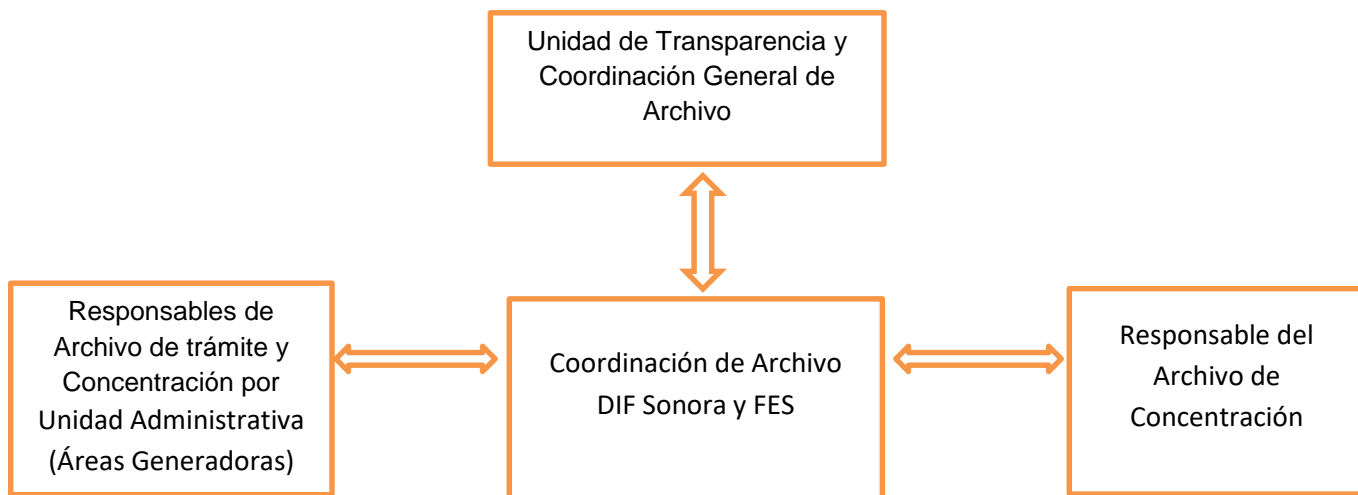 Unidad de Transparencia y
Coordinación General de
Archivo
Responsables de
Archivo de trámite y
Concentración por
Unidad Administrativa
(Áreas Generadoras)
Coordinación de Archivo
DIF Sonora y FES
Responsable del
Archivo de
Concentración